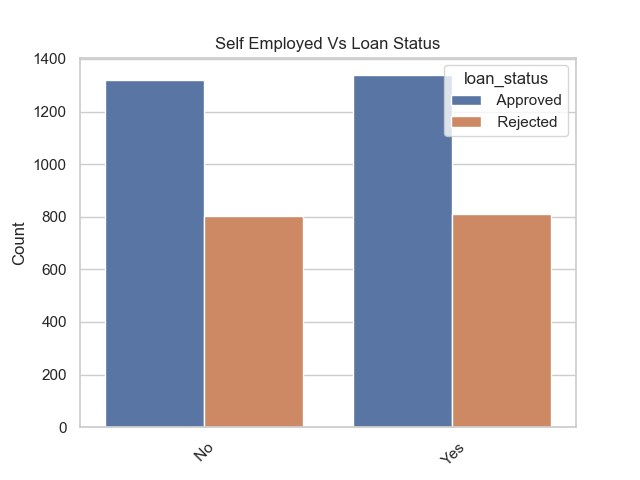 Self Employed Vs Loan Status
loan_status
Approved
Rejected
1400
1200
1000
800
600
400
200
0
Count
No
Yes